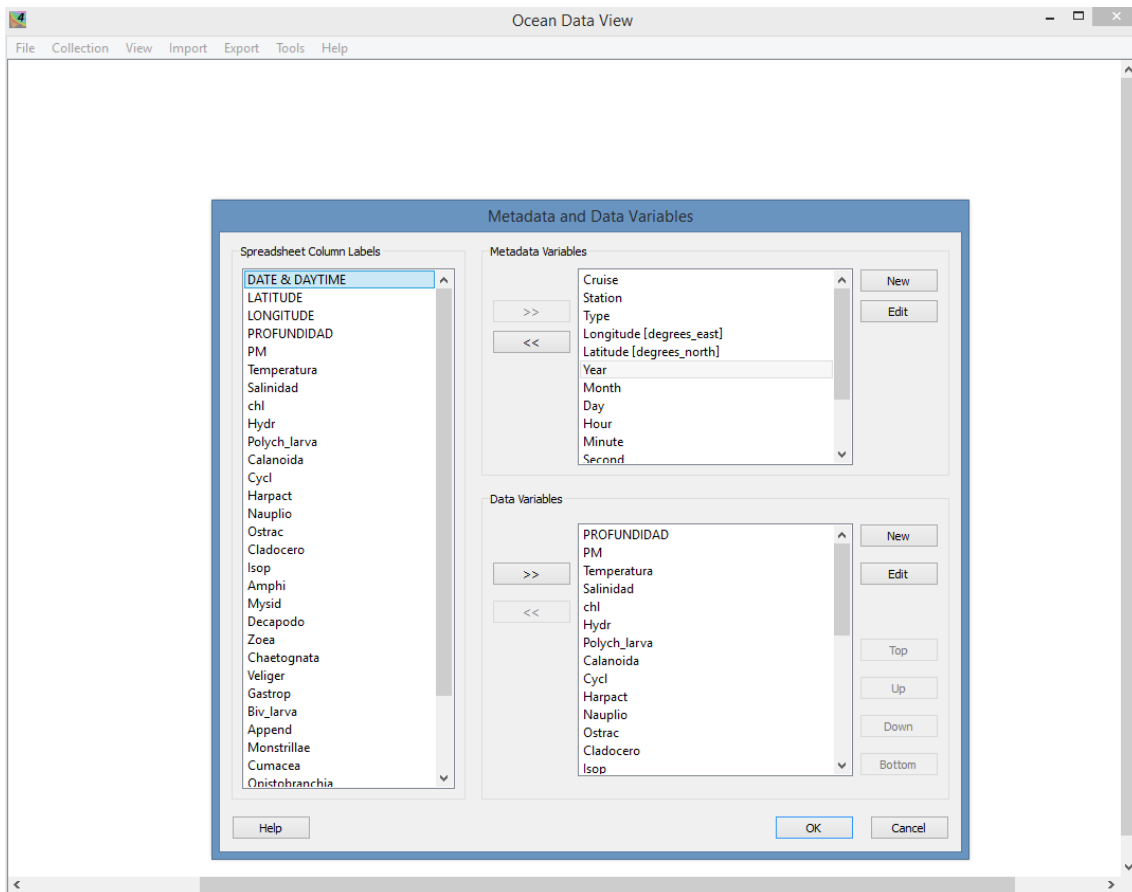 4
Ocean Data View
File Collection View Import Export Tools Help
Metadata and Data Variables
Spreadsheet Column Labels
DATE & DAYTIME
LATITUDE
LONGITUDE
PROFUNDIDAD
PM
Temperatura
Salinidad
chl
Hydr
Polych_larva
Calanoida
Cycl
Harpact
Nauplio
Ostrac
Cladocero
Isop
Amphi
Mysid
Decapodo
Zoea
Chaetognata
Veliger
Gastrop
Biv_larva
Append
Monstrillae
Cumacea
Opistobranchia
Metadata Variables
>>
<<
Cruise
Station
Type
Longitude [degrees_east]
Latitude [degrees_north]
Year
Month
Day
Hour
Minute
Second
New
Edit
Data Variables
>>
<<
PROFUNDIDAD
PM
Temperatura
Salinidad
chl
Hydr
Polych_larva
Calanoida
Cycl
Harpact
Nauplio
Ostrac
Cladocero
Isop
New
Edit
Top
Up
Down
Bottom
Help
OK
Cancel